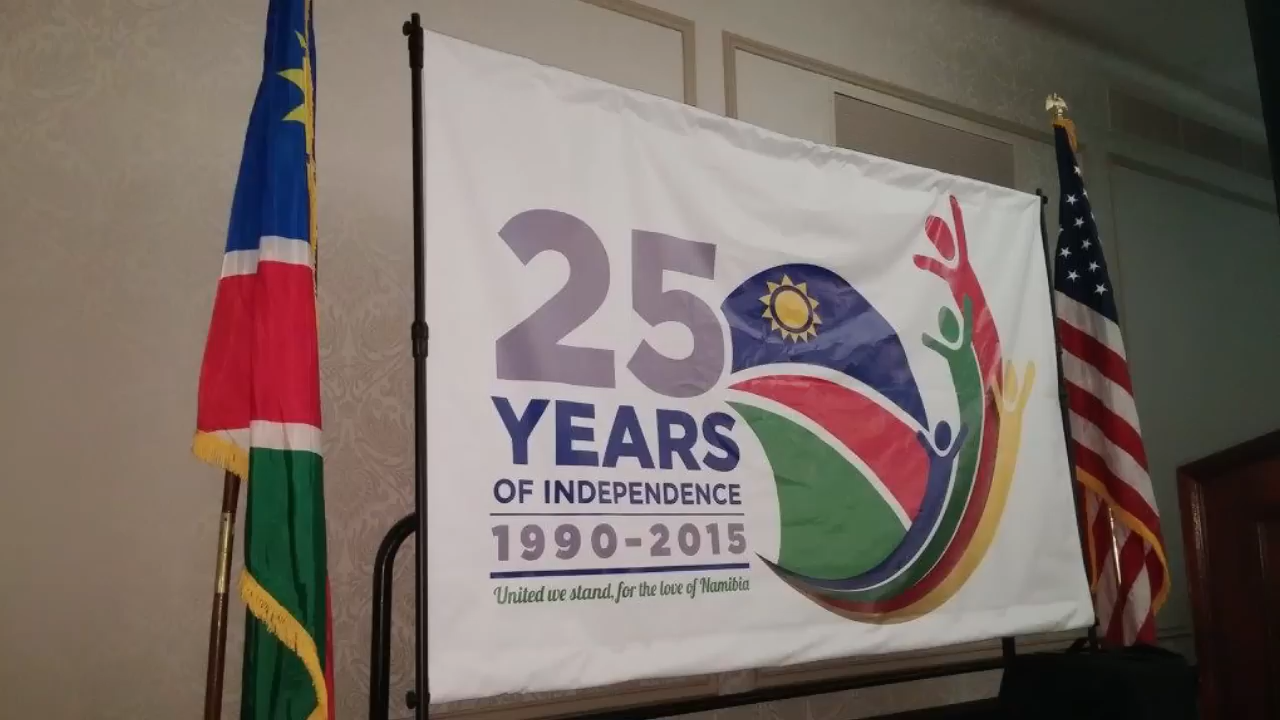 25
YEARS
OF INDEPENDENCE
1990-2015
United we stand, for the love of Namibia